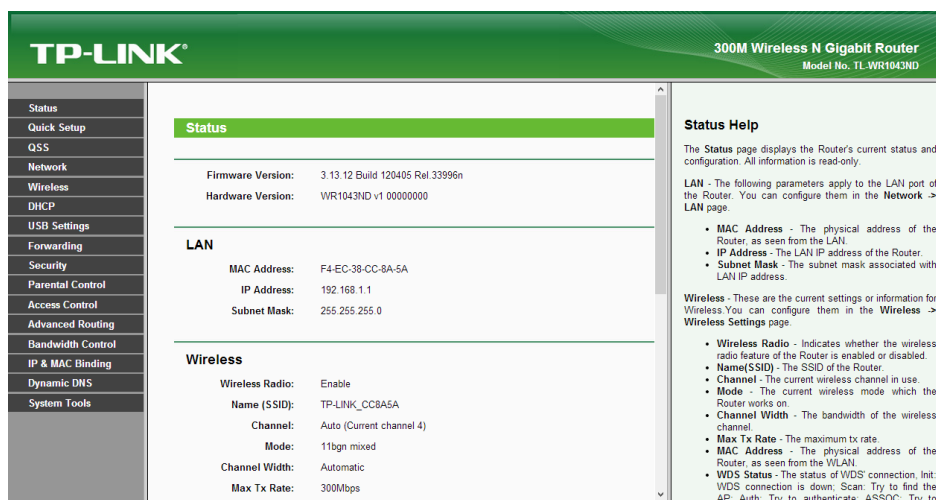 TP-LINK®
300M Wireless N Gigabit Router
Model No. TL-WR1043ND
Status
Quick Setup
QSS
Network
Wireless
DHCP
USB Settings
Forwarding
Security
Parental Control
Access Control
Advanced Routing
Bandwidth Control
IP & MAC Binding
Dynamic DNS
System Tools
Status
Firmware Version: 3.13.12 Build 120405 Rel.33996n
Hardware Version: WR1043ND v1 00000000
LAN
MAC Address: F4-EC-38-CC-8A-5A
IP Address: 192.168.1.1
Subnet Mask: 255.255.255.0
Wireless
Wireless Radio: Enable
Name (SSID): TP-LINK_CC8A5A
Channel: Auto (Current channel 4)
Mode: 11bgn mixed
Channel Width: Automatic
Max Tx Rate: 300Mbps
Status Help
The Status page displays the Router's current status and
configuration. All information is read-only.
LAN - The following parameters apply to the LAN port of
the Router. You can configure them in the Network ->
LAN page.
• MAC Address - The physical address of the
Router, as seen from the LAN.
• IP Address - The LAN IP address of the Router.
• Subnet Mask - The subnet mask associated with
LAN IP address.
Wireless - These are the current settings or information for
Wireless.You can configure them in the Wireless ->
Wireless Settings page.
• Wireless Radio - Indicates whether the wireless
radio feature of the Router is enabled or disabled.
• Name(SSID) - The SSID of the Router.
• Channel - The current wireless channel in use.
• Mode - The current wireless mode which the
Router works on.
• Channel Width - The bandwidth of the wireless
channel.
• Max Tx Rate - The maximum tx rate.
• MAC Address - The physical address of the
Router, as seen from the WLAN.
• WDS Status - The status of WDS' connection, Init:
WDS connection is down; Scan: Try to find the
AP; Auth: Try to authenticate; ASSOC: Try to